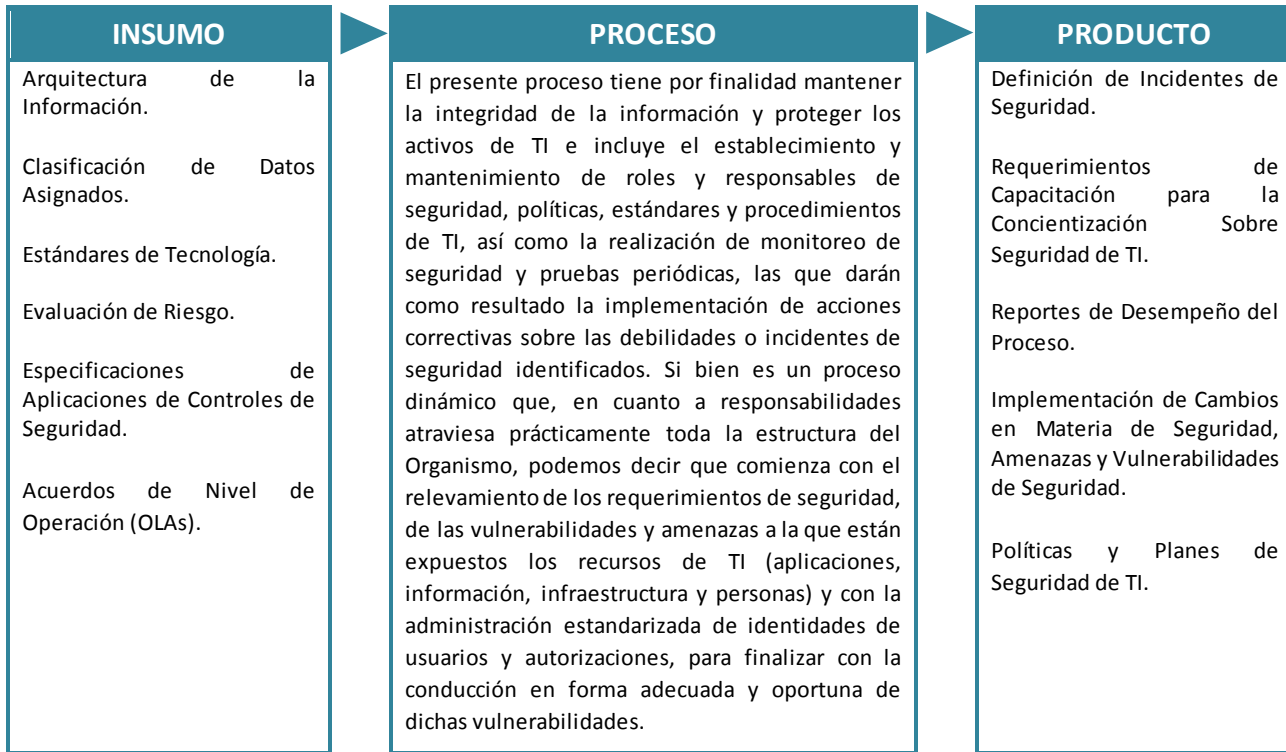 INSUMO
Arquitectura de la
Información.
Clasificación de Datos
Asignados.
Estándares de Tecnología.
Evaluación de Riesgo.
Especificaciones de
Aplicaciones de Controles de
Seguridad.
Acuerdos de Nivel de
Operación (OLAs).
PROCESO
El presente proceso tiene por finalidad mantener
la integridad de la información y proteger los
activos de TI e incluye el establecimiento y
mantenimiento de roles y responsables de
seguridad, políticas, estándares y procedimientos
de TI, así como la realización de monitoreo de
seguridad y pruebas periódicas, las que darán
como resultado la implementación de acciones
correctivas sobre las debilidades o incidentes de
seguridad identificados. Si bien es un proceso
dinámico que, en cuanto a responsabilidades
atraviesa prácticamente toda la estructura del
Organismo, podemos decir que comienza con el
relevamiento de los requerimientos de seguridad,
de las vulnerabilidades y amenazas a la que están
expuestos los recursos de TI (aplicaciones,
información, infraestructura y personas) y con la
administración estandarizada de identidades de
usuarios y autorizaciones, para finalizar con la
conducción en forma adecuada y oportuna de
dichas vulnerabilidades.
PRODUCTO
Definición de Incidentes de
Seguridad.
Requerimientos de
Capacitación para la
Concientización Sobre
Seguridad de TI.
Reportes de Desempeño del
Proceso.
Implementación de Cambios
en Materia de Seguridad,
Amenazas y Vulnerabilidades
de Seguridad.
Políticas y Planes de
Seguridad de TI.